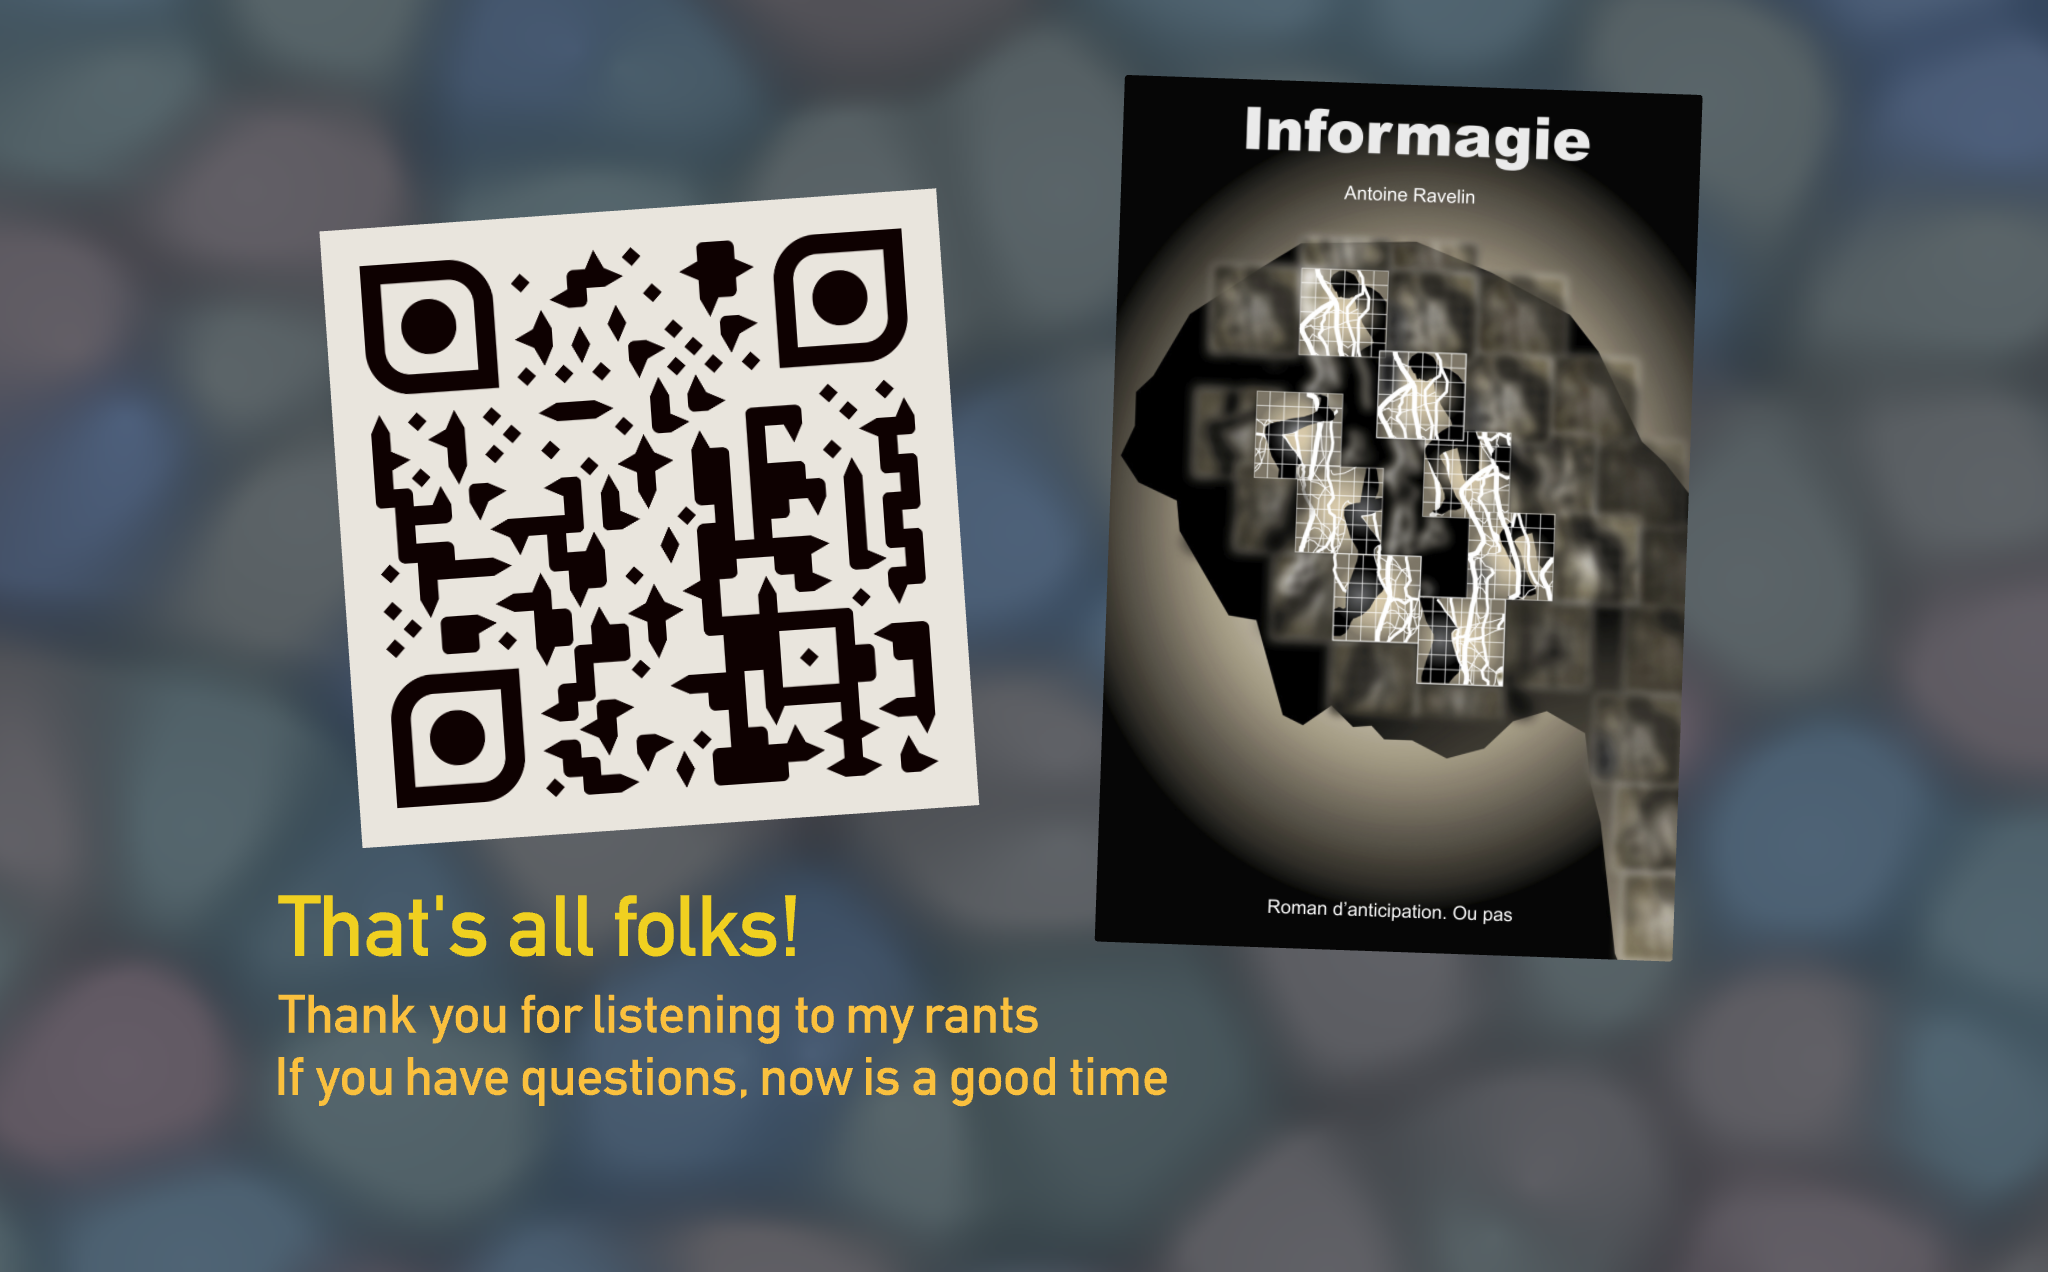 Informagie
Antoine Ravelin
Roman d’anticipation. Ou pas
That's all folks!
Thank you for listening to my rants
If you have questions, now is a good time